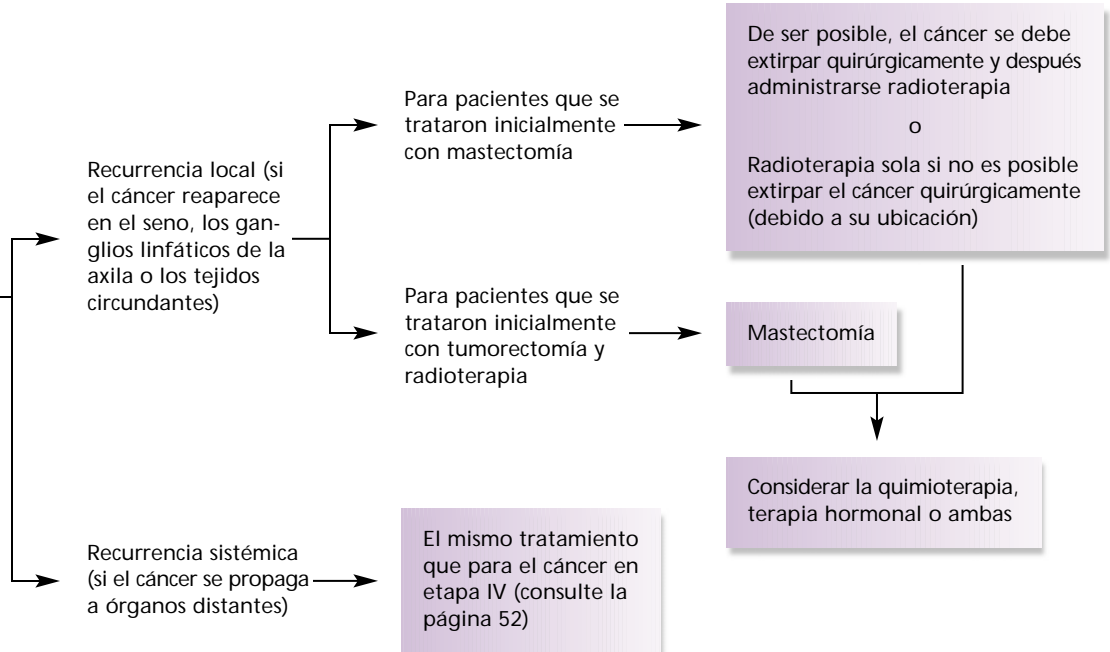 Recurrencia local (si
el cáncer reaparece
en el seno, los gan-
glios linfáticos de la
axila o los tejidos
circundantes)
Para pacientes que se
trataron inicialmente
con mastectomía
De ser posible, el cáncer se debe
extirpar quirúrgicamente y después
administrarse radioterapia
o
Radioterapia sola si no es posible
extirpar el cáncer quirúrgicamente
(debido a su ubicación)
Para pacientes que se
trataron inicialmente
con tumorectomía y
radioterapia
Mastectomía
Considerar la quimioterapia,
terapia hormonal o ambas
Recurrencia sistémica
(si el cáncer se propaga
a órganos distantes)
El mismo tratamiento
que para el cáncer en
etapa IV (consulte la
página 52)